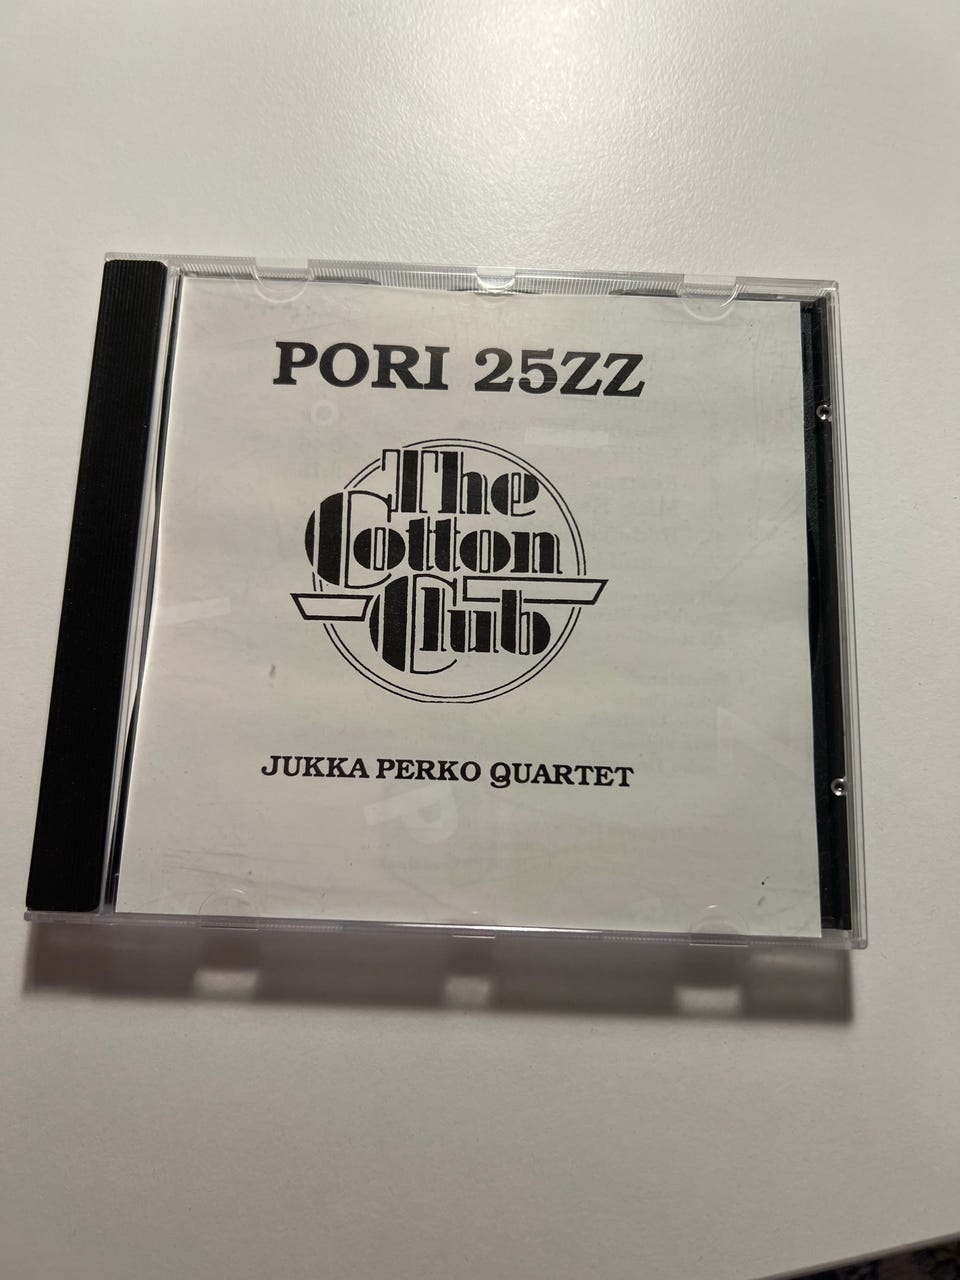 PORI 25ZZ
The
Cotton
Club
JUKKA PERKO QUARTET